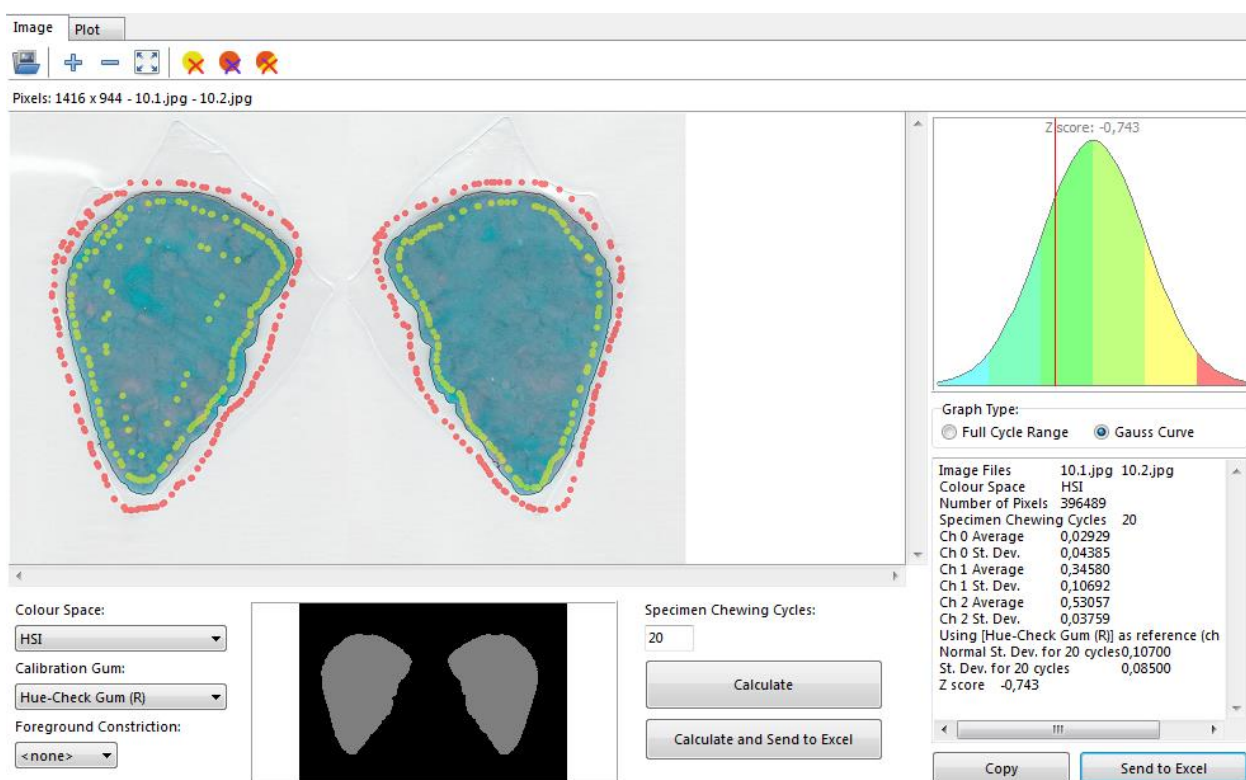 Image Plot
Pixels: 1416 x 944 - 10.1.jpg - 10.2.jpg
Z score: -0,743
Graph Type:
Full Cycle Range Gauss Curve
Image Files 10.1.jpg 10.2.jpg
Colour Space HSI
Number of Pixels 396489
Specimen Chewing Cycles 20
Ch 0 Average 0,02929
Ch 0 St. Dev. 0,04385
Ch 1 Average 0,34580
Ch 1 St. Dev. 0,10692
Ch 2 Average 0,53057
Ch 2 St. Dev. 0,03759
Using [Hue-Check Gum (R)] as reference (ch
Normal St. Dev. for 20 cycles0,10700
St. Dev. for 20 cycles 0,08500
Z score -0,743
Copy Send to Excel
Colour Space:
HSI
Calibration Gum:
Hue-Check Gum (R)
Foreground Constriction:
<none>
Specimen Chewing Cycles:
20
Calculate
Calculate and Send to Excel